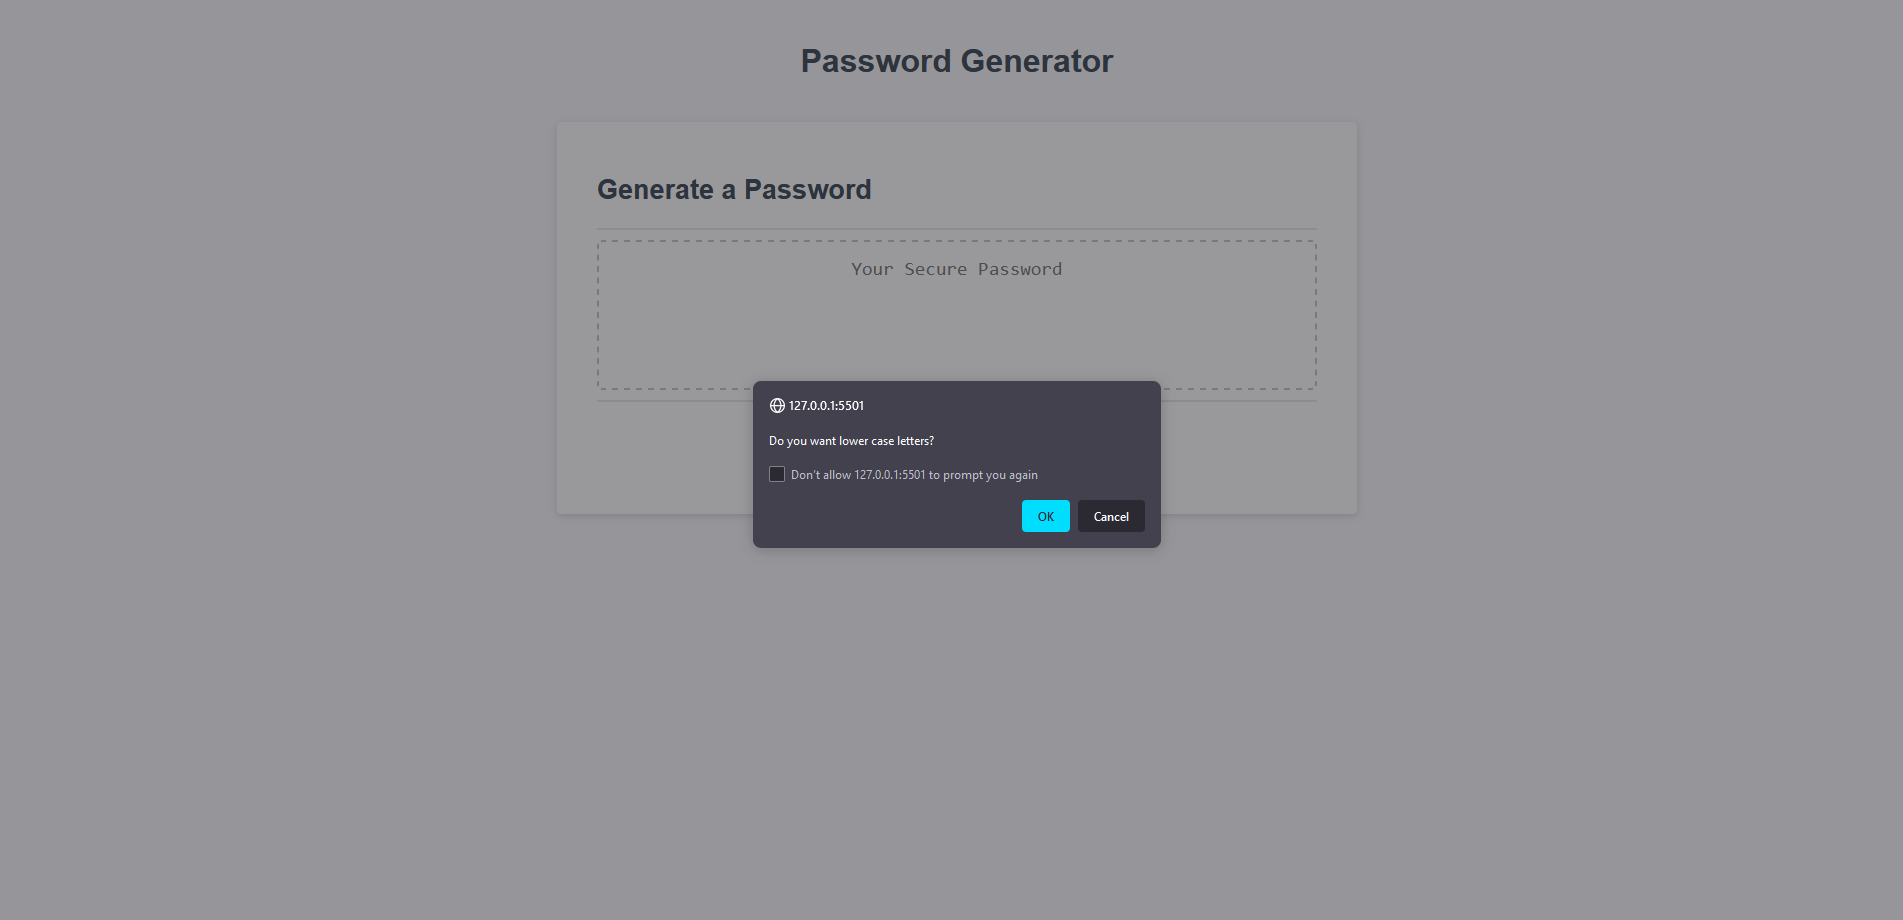 Password Generator
Generate a Password
Your Secure Password
127.0.0.1:5501
Do you want lower case letters?
Don't allow 127.0.0.1:5501 to prompt you again
OK
Cancel